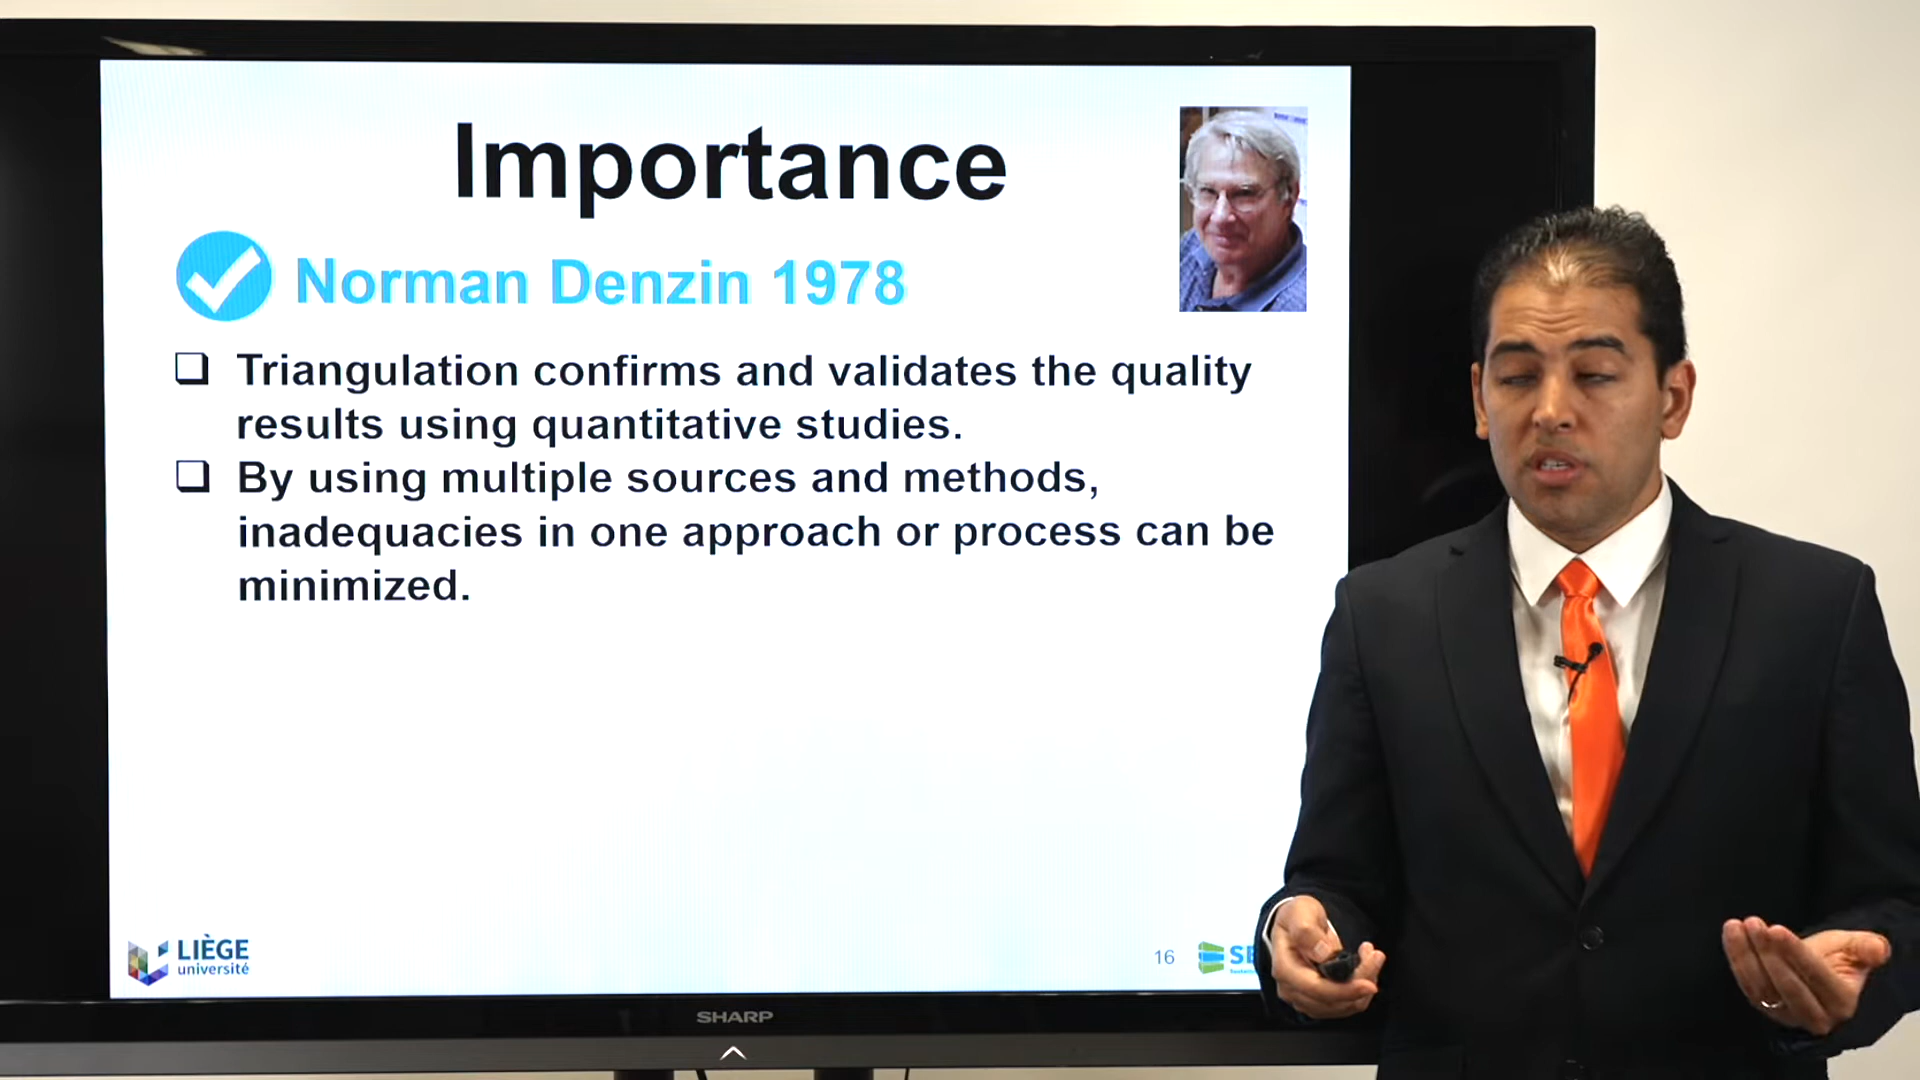 Importance
Norman Denzin 1978
Triangulation confirms and validates the quality
results using quantitative studies.
By using multiple sources and methods,
inadequacies in one approach or process can be
minimized.
LIÈGE
université
16
SHARP